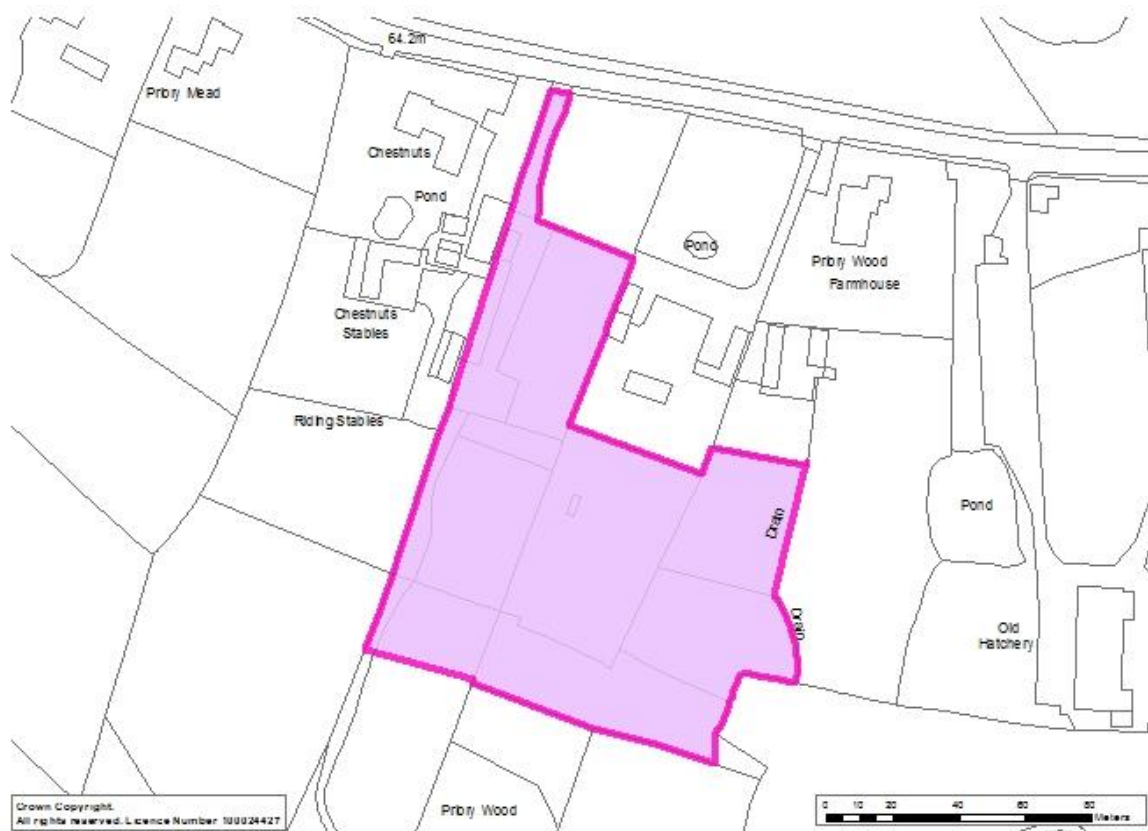 64.2m
Priory Mead
Chestnuts
Pond
Pond
Priory Wood
Farmhouse
Chestnuts
Stables
Riding Stables
Pond
Drain
Drain
Old
Hatchery
Priory Wood
Crown Copyright.
All rights reserved. Licence Number 100024427
0 10 20 40 60 80
Meters